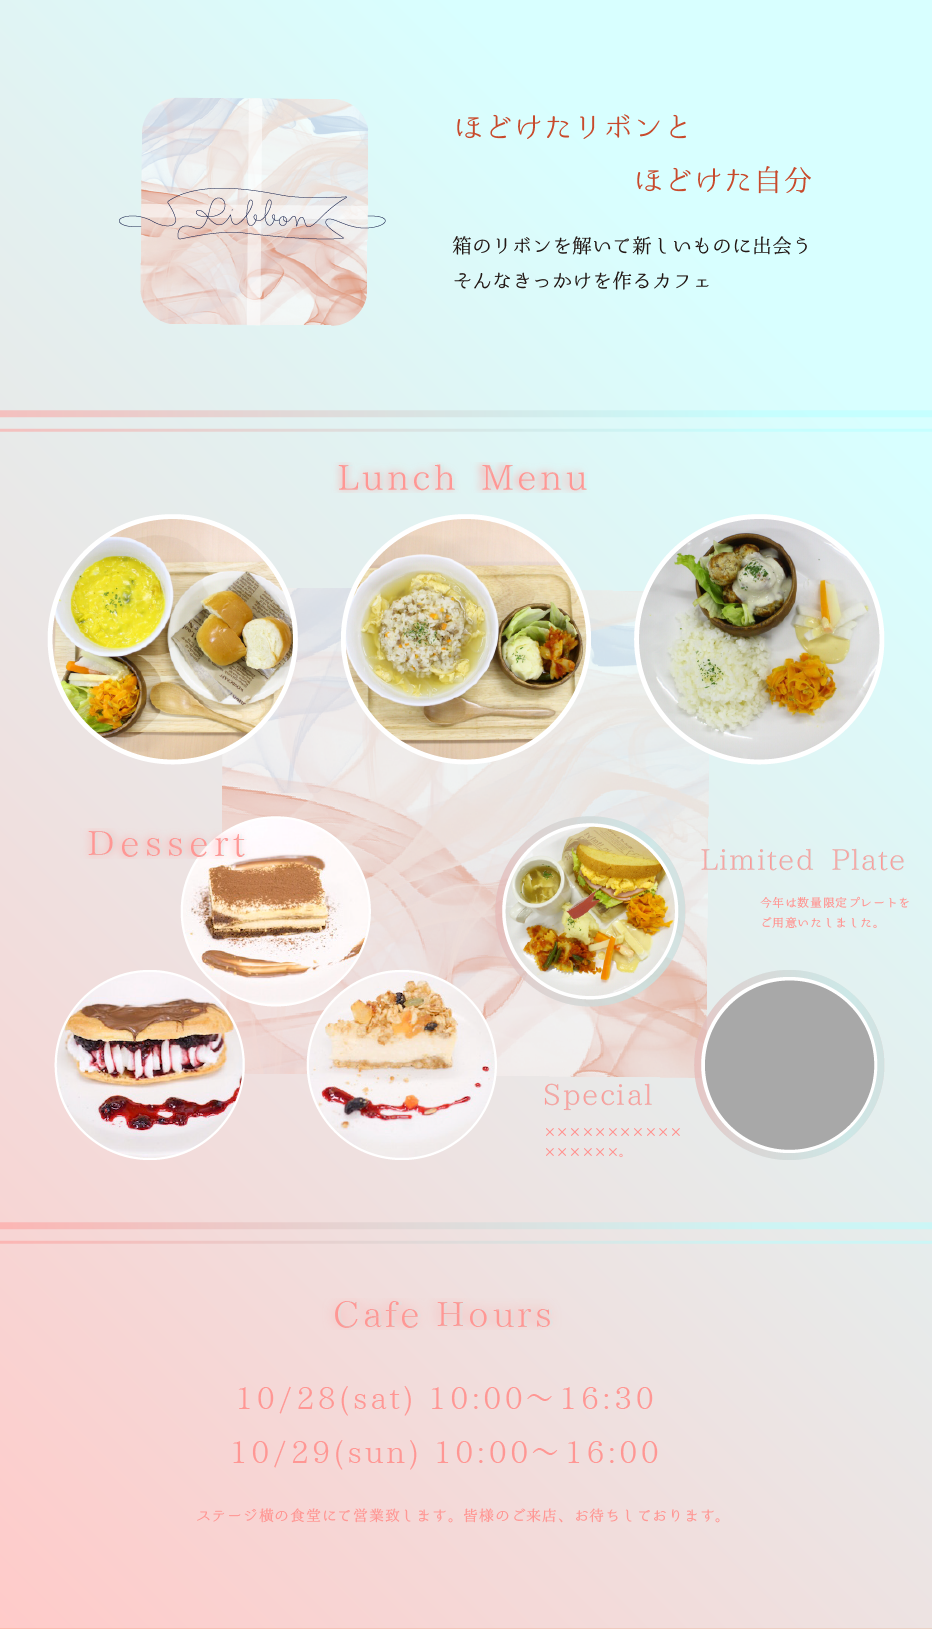 Ribbon
ほどけたリボンと
ほどけた自分
箱のリボンを解いて新しいものに出会う
そんなきっかけを作るカフェ
Lunch Menu
Dessert
Limited Plate
今年は数量限定プレートを
ご用意いたしました。
Special
×××××××××××
××××××。
Cafe Hours
10/28(sat) 10:00〜16:30
10/29(sun) 10:00〜16:00
ステージ横の食堂にて営業致します。皆様のご来店、お待ちしております。